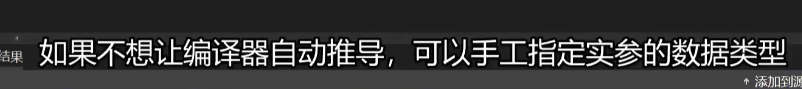 结果
如果不想让编译器自动推导，可以手工指定实参的数据类型
↑ 添加到源